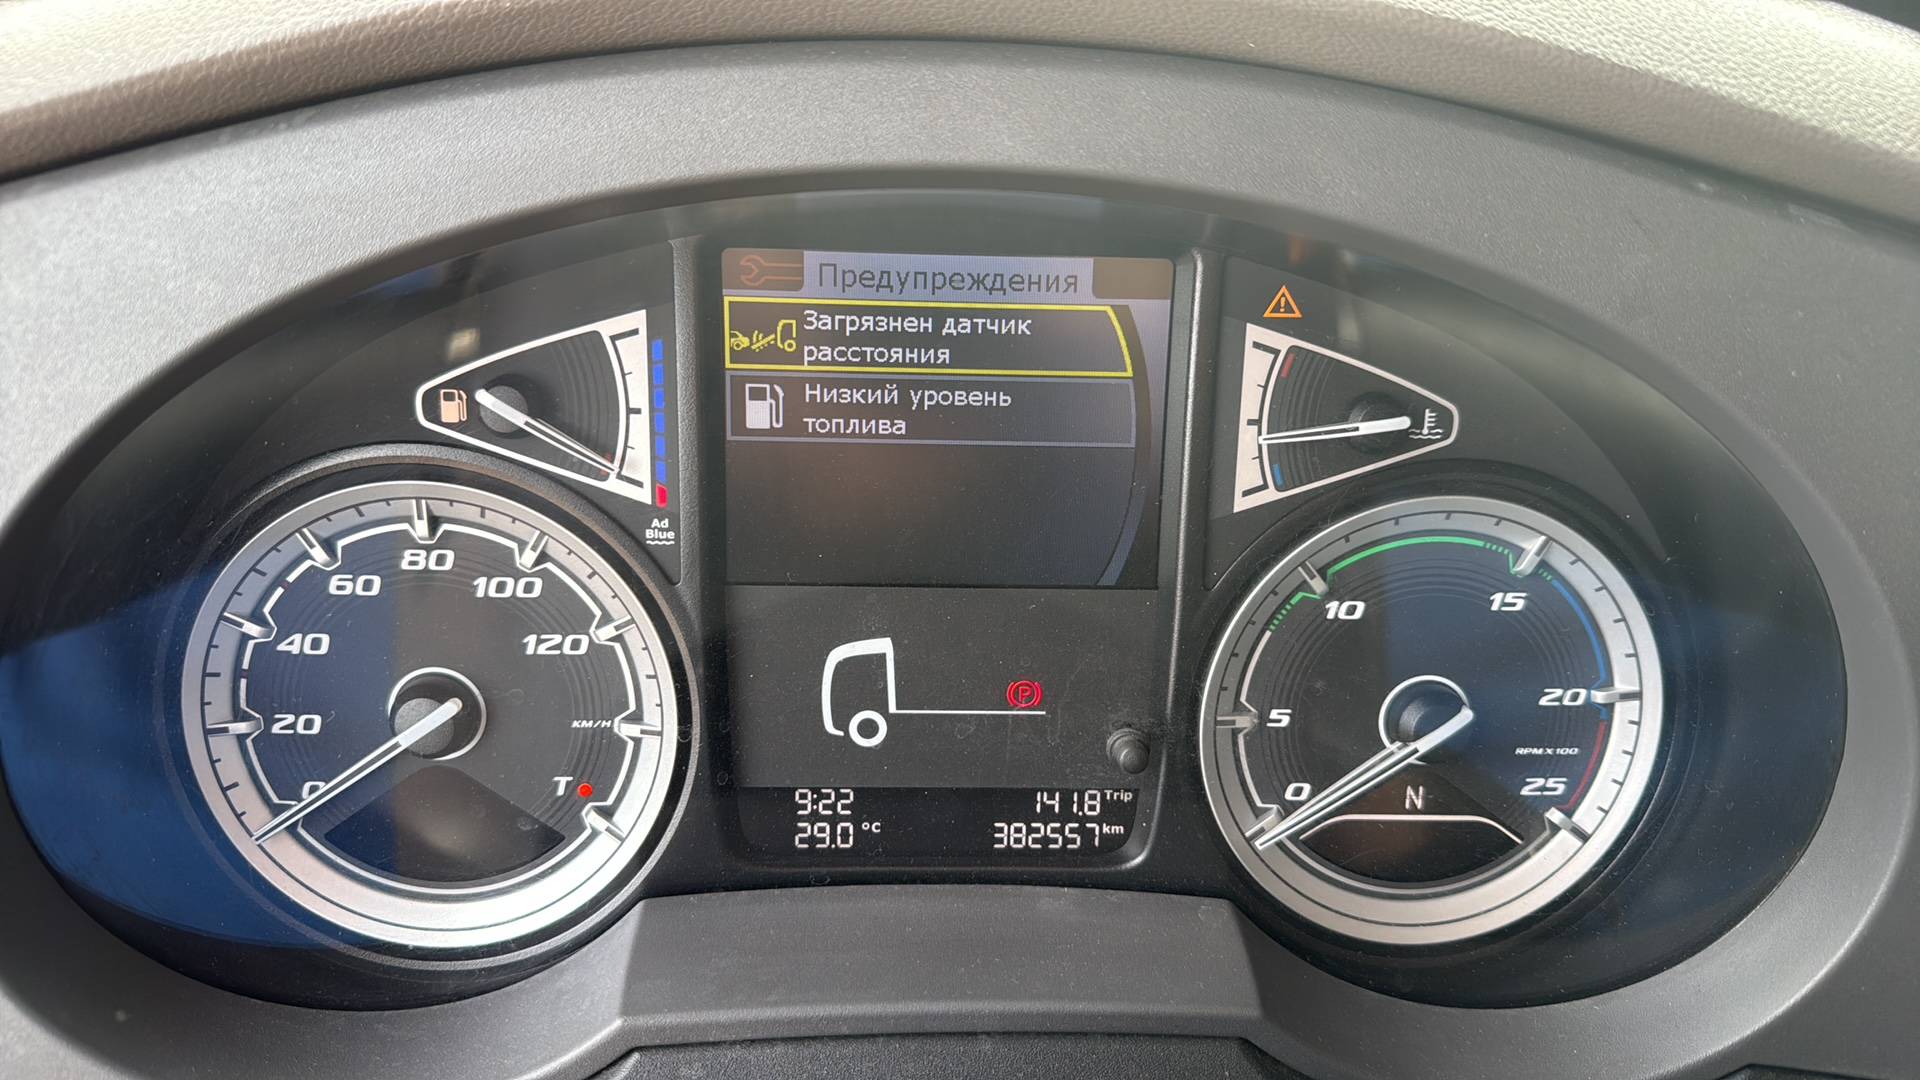 Предупреждения
Загрязнен датчик
расстояния
Низкий уровень
топлива
Ad
Blue
0
20
40
60
80
100
120
KM/H
T
P
9:22
141.8 Trip
29.0 °C
382557 km
0
5
10
15
20
25
RPM X 100
N